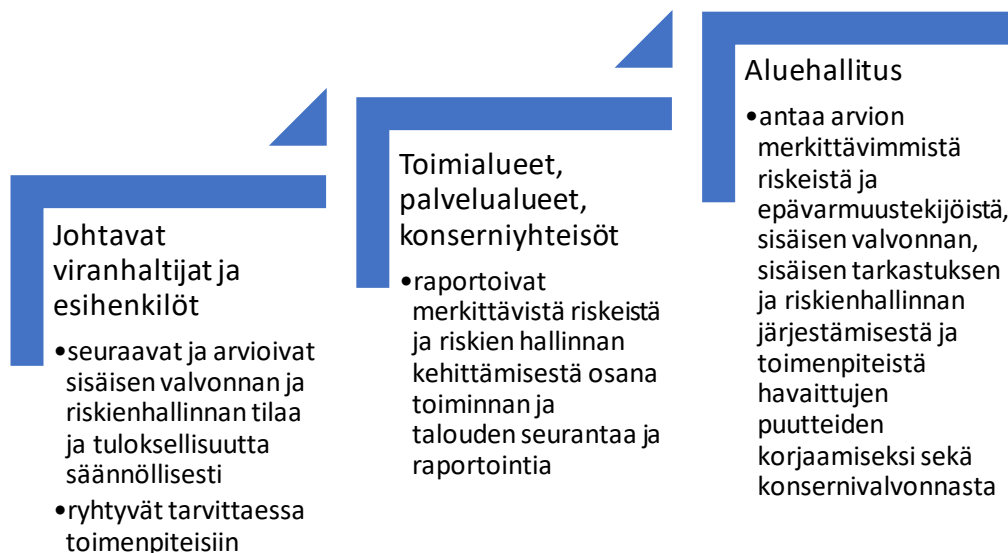 Johtavat
viranhaltijat ja
esihenkilöt
•seuraavat ja arvioivat
sisäisen valvonnan ja
riskienhallinnan tilaa
ja tuloksellisuutta
säännöllisesti
•ryhtyvät tarvittaessa
toimenpiteisiin
Toimialueet,
palvelualueet,
konserniyhteisöt
•raportoivat
merkittävistä riskeistä
ja riskien hallinnan
kehittämisestä osana
toiminnan ja
talouden seurantaa ja
raportointia
Aluehallitus
•antaa arvion
merkittävimmistä
riskeistä ja
epävarmuustekijöistä,
sisäisen valvonnan,
sisäisen tarkastuksen
ja riskienhallinnan
järjestämisestä ja
toimenpiteistä
havaittujen
puutteiden
korjaamiseksi sekä
konsernivalvonnasta